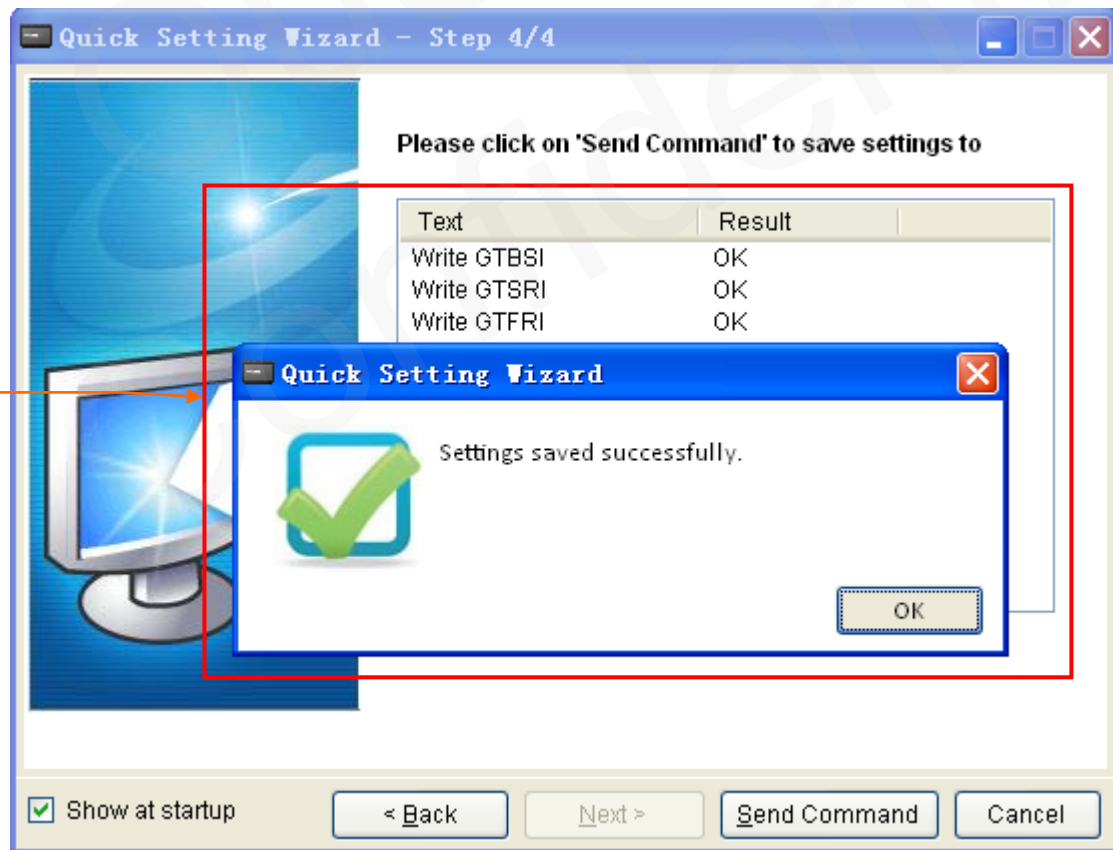 Quick Setting Wizard - Step 4/4
Please click on 'Send Command' to save settings to
Text Result
Write GTBSI OK
Write GTSRI OK
Write GTFRI OK
Quick Setting Wizard
Settings saved successfully.
OK
Show at startup < Back Next > Send Command Cancel